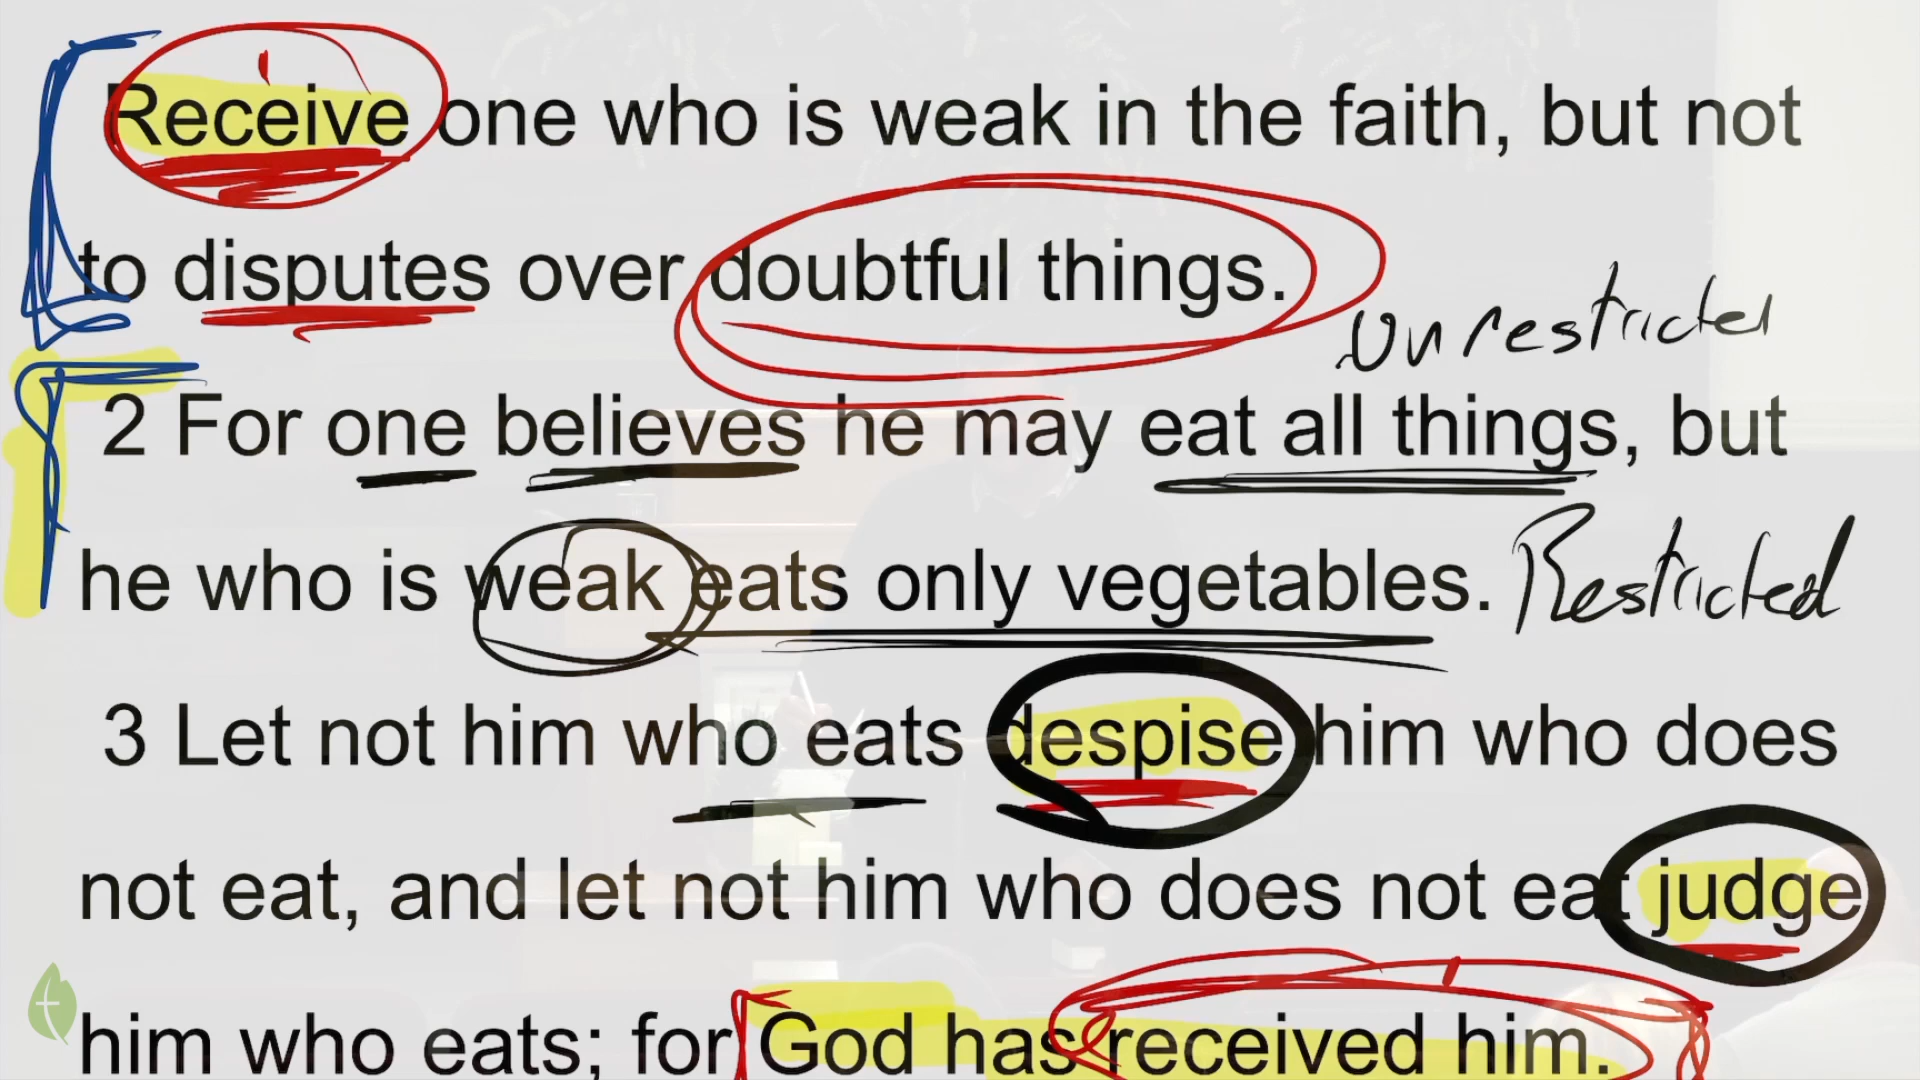 Receive one who is weak in the faith, but not
to disputes over doubtful things.
Unrestricted
2 For one believes he may eat all things, but
he who is weak eats only vegetables. Restricted
3 Let not him who eats despise him who does
not eat, and let not him who does not eat judge
him who eats; for God has received him.